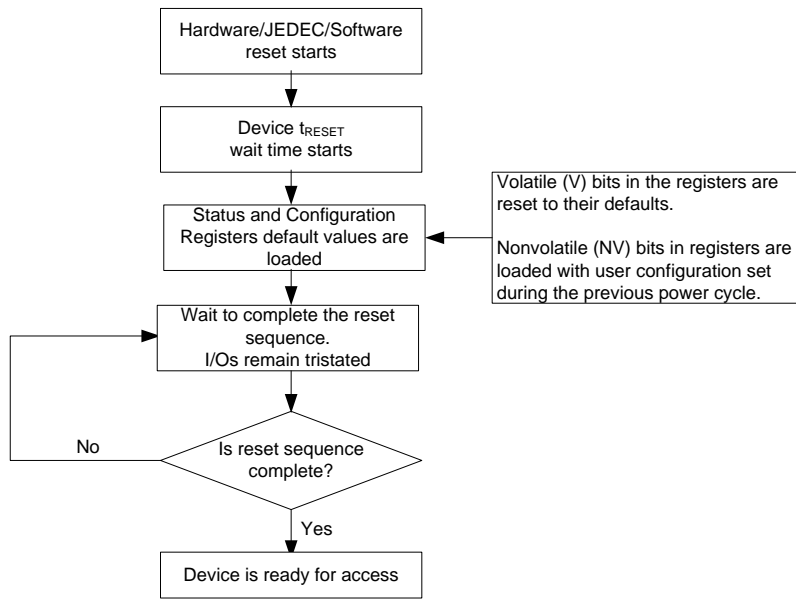 Hardware/JEDEC/Software
reset starts
Device tRESET
wait time starts
Status and Configuration
Registers default values are
loaded
Volatile (V) bits in the registers are
reset to their defaults.
Nonvolatile (NV) bits in registers are
loaded with user configuration set
during the previous power cycle.
Wait to complete the reset
sequence.
I/Os remain tristated
No
Is reset sequence
complete?
Yes
Device is ready for access